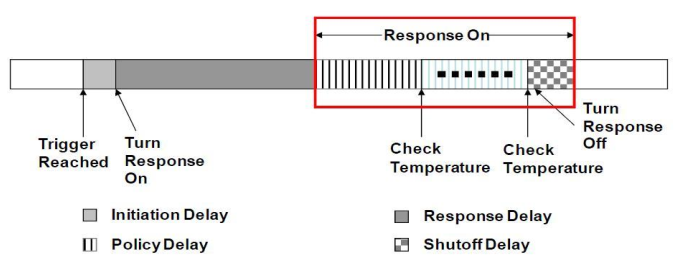 Response On
Trigger
Reached
Turn
Response
On
Check
Temperature
Check
Temperature
Turn
Response
Off
Initiation Delay
Response Delay
Policy Delay
Shutoff Delay